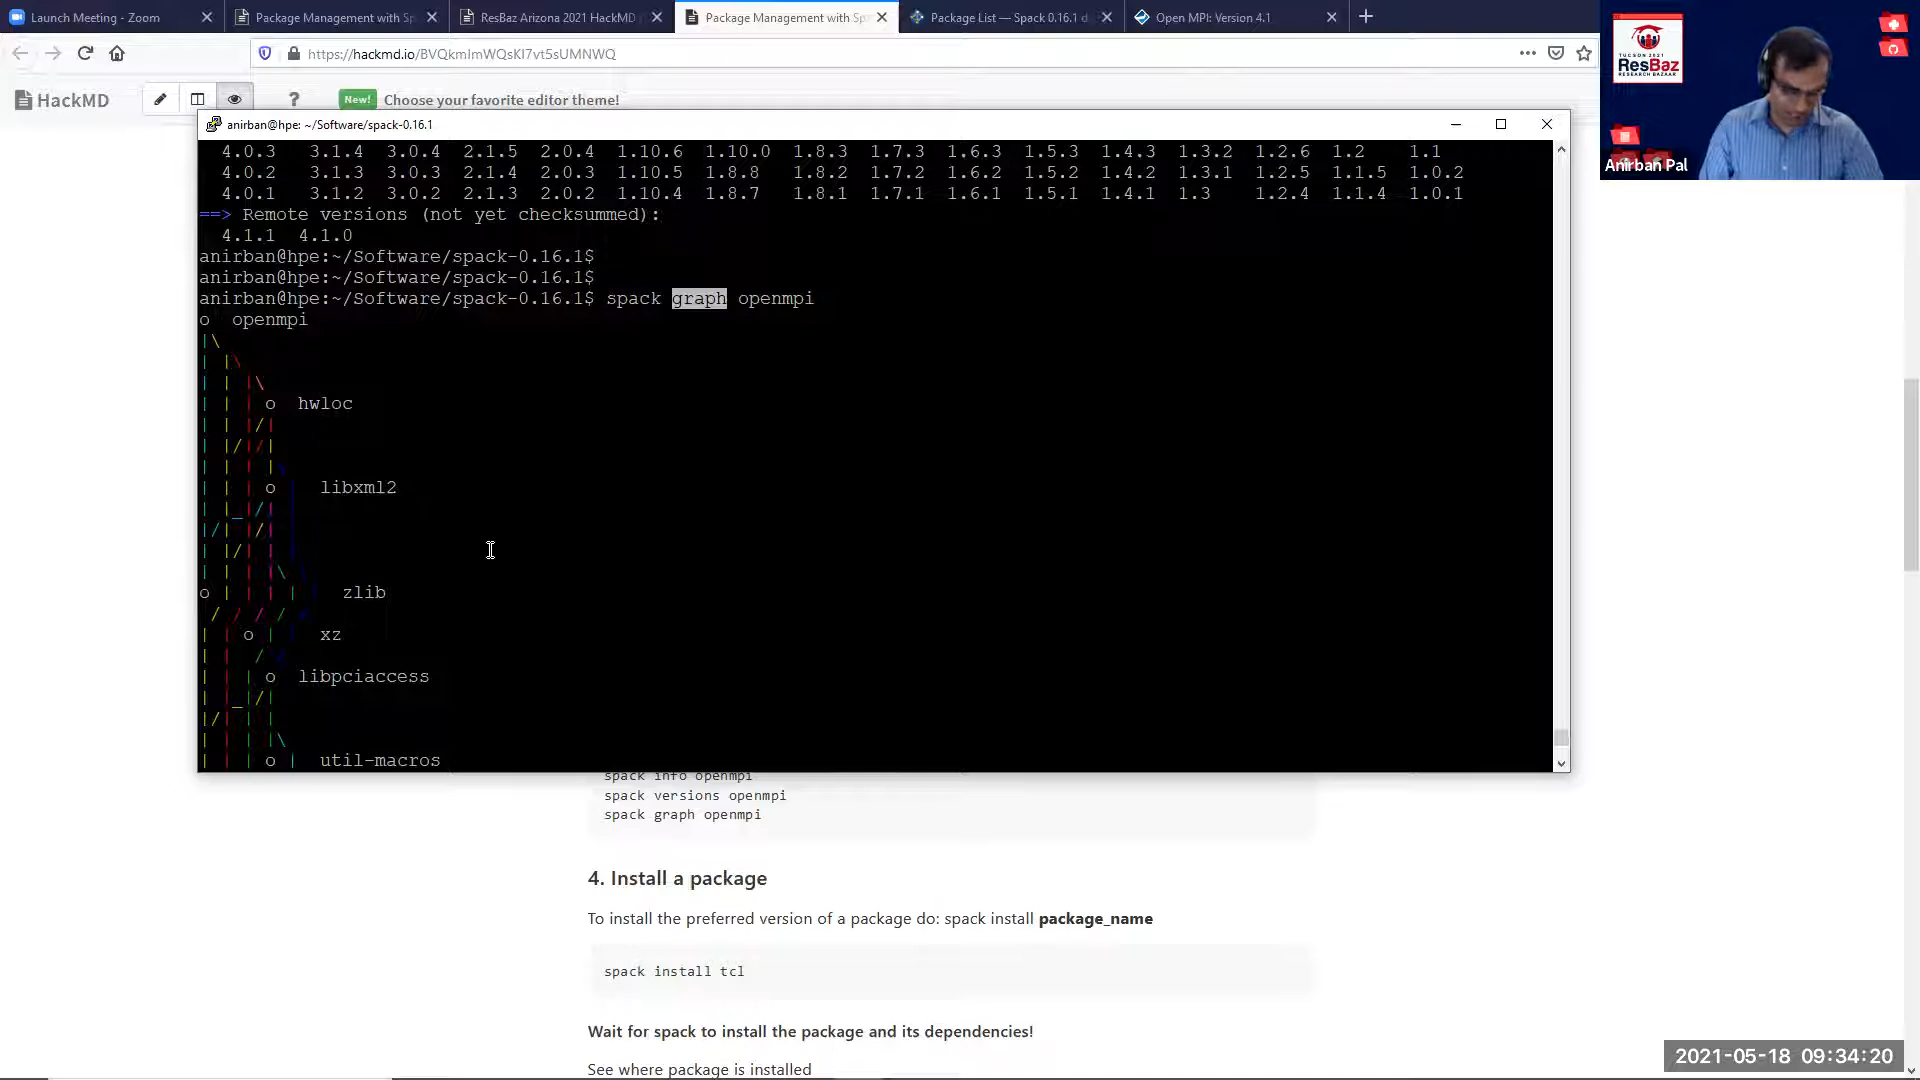 Launch Meeting - Zoom
Package Management with Sp
ResBaz Arizona 2021 HackMD
Package Management with Sp
Package List — Spack 0.16.1 d
Open MPI: Version 4.1
https://hackmd.io/BVQkmImWQsKl7vt5sUMNWQ
HackMD
New! Choose your favorite editor theme!
TUCSON 2021
ResBaz
RESEARCH BAZAAR
Anirban Pal
anirban@hpe: ~/Software/spack-0.16.1
4.0.3 3.1.4 3.0.4 2.1.5 2.0.4 1.10.6 1.10.0 1.8.3 1.7.3 1.6.3 1.5.3 1.4.3 1.3.2 1.2.6 1.2 1.1
4.0.2 3.1.3 3.0.3 2.1.4 2.0.3 1.10.5 1.8.8 1.8.2 1.7.2 1.6.2 1.5.2 1.4.2 1.3.1 1.2.5 1.1.5 1.0.2
4.0.1 3.1.2 3.0.2 2.1.3 2.0.2 1.10.4 1.8.7 1.8.1 1.7.1 1.6.1 1.5.1 1.4.1 1.3 1.2.4 1.1.4 1.0.1
==> Remote versions (not yet checksummed):
4.1.1 4.1.0
anirban@hpe:~/Software/spack-0.16.1$
anirban@hpe:~/Software/spack-0.16.1$
anirban@hpe:~/Software/spack-0.16.1$ spack graph openmpi
o openmpi
o hwloc
o libxml2
o zlib
o xz
o libpciaccess
o util-macros
spack info openmpi
spack versions openmpi
spack graph openmpi
4. Install a package
To install the preferred version of a package do: spack install package_name
spack install tcl
Wait for spack to install the package and its dependencies!
See where package is installed
2021-05-18 09:34:20